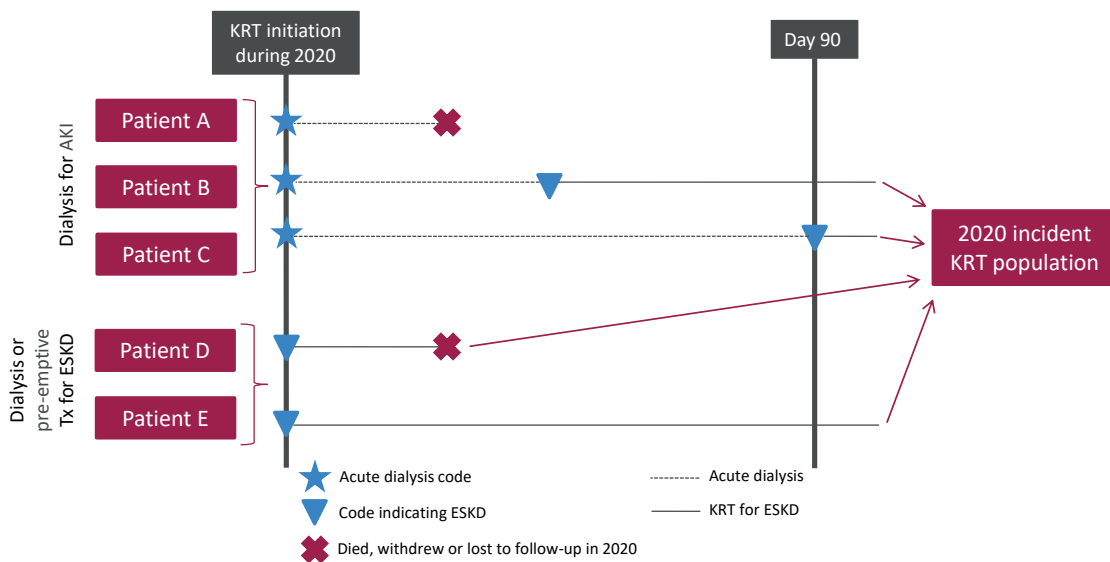 KRT initiation
during 2020
Day 90
Dialysis for AKI
Patient A
Patient B
Patient C
2020 incident
KRT population
Dialysis or
pre-emptive
Tx for ESKD
Patient D
Patient E
Acute dialysis code
Acute dialysis
Code indicating ESKD
KRT for ESKD
Died, withdrew or lost to follow-up in 2020